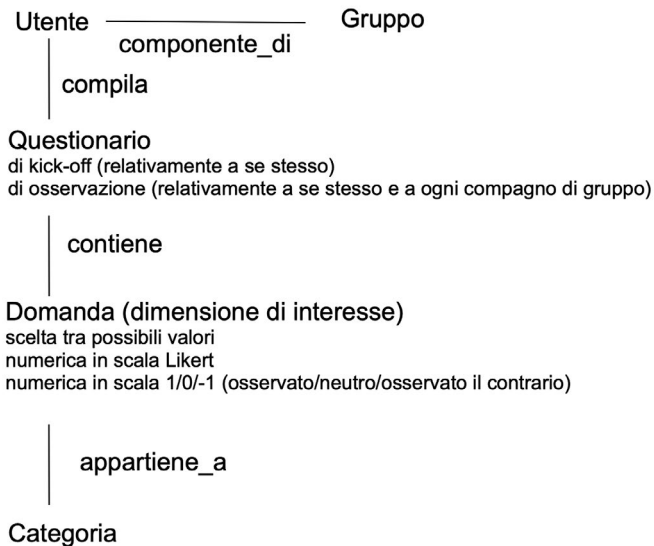 Utente
Gruppo
componente_di
compila
Questionario
di kick-off (relativamente a se stesso)
di osservazione (relativamente a se stesso e a ogni compagno di gruppo)
contiene
Domanda (dimensione di interesse)
scelta tra possibili valori
numerica in scala Likert
numerica in scala 1/0/-1 (osservato/neutro/osservato il contrario)
appartiene_a
Categoria